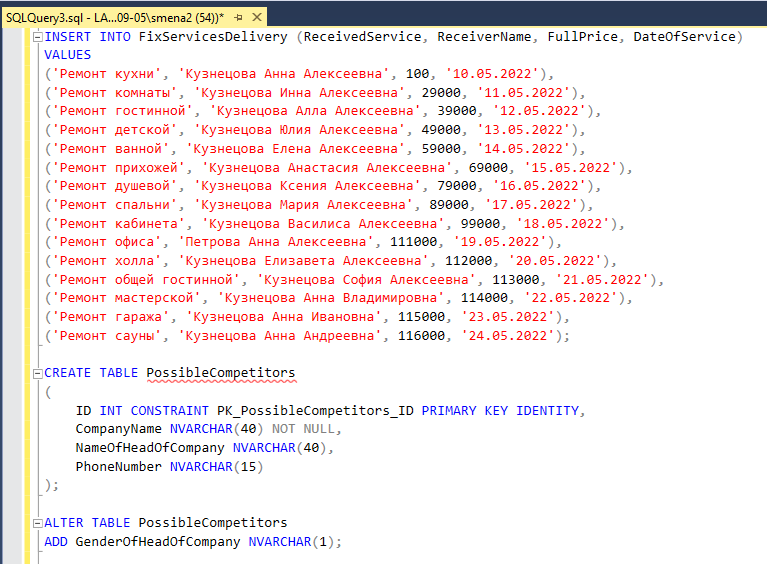 SQLQuery3.sql - LA...09-05\smena2 (54))*
INSERT INTO FixServicesDelivery (ReceivedService, ReceiverName, FullPrice, DateOfService)
VALUES
('Ремонт кухни', 'Кузнецова Анна Алексеевна', 100, '10.05.2022'),
('Ремонт комнаты', 'Кузнецова Инна Алексеевна', 29000, '11.05.2022'),
('Ремонт гостинной', 'Кузнецова Алла Алексеевна', 39000, '12.05.2022'),
('Ремонт детской', 'Кузнецова Юлия Алексеевна', 49000, '13.05.2022'),
('Ремонт ванной', 'Кузнецова Елена Алексеевна', 59000, '14.05.2022'),
('Ремонт прихожей', 'Кузнецова Анастасия Алексеевна', 69000, '15.05.2022'),
('Ремонт душевой', 'Кузнецова Ксения Алексеевна', 79000, '16.05.2022'),
('Ремонт спальни', 'Кузнецова Мария Алексеевна', 89000, '17.05.2022'),
('Ремонт кабинета', 'Кузнецова Василиса Алексеевна', 99000, '18.05.2022'),
('Ремонт офиса', 'Петрова Анна Алексеевна', 111000, '19.05.2022'),
('Ремонт холла', 'Кузнецова Елизавета Алексеевна', 112000, '20.05.2022'),
('Ремонт общей гостинной', 'Кузнецова София Алексеевна', 113000, '21.05.2022'),
('Ремонт мастерской', 'Кузнецова Анна Владимировна', 114000, '22.05.2022'),
('Ремонт гаража', 'Кузнецова Анна Ивановна', 115000, '23.05.2022'),
('Ремонт сауны', 'Кузнецова Анна Андреевна', 116000, '24.05.2022');
CREATE TABLE PossibleCompetitors
(
ID INT CONSTRAINT PK_PossibleCompetitors_ID PRIMARY KEY IDENTITY,
CompanyName NVARCHAR(40) NOT NULL,
NameOfHeadOfCompany NVARCHAR(40),
PhoneNumber NVARCHAR(15)
);
ALTER TABLE PossibleCompetitors
ADD GenderOfHeadOfCompany NVARCHAR(1);